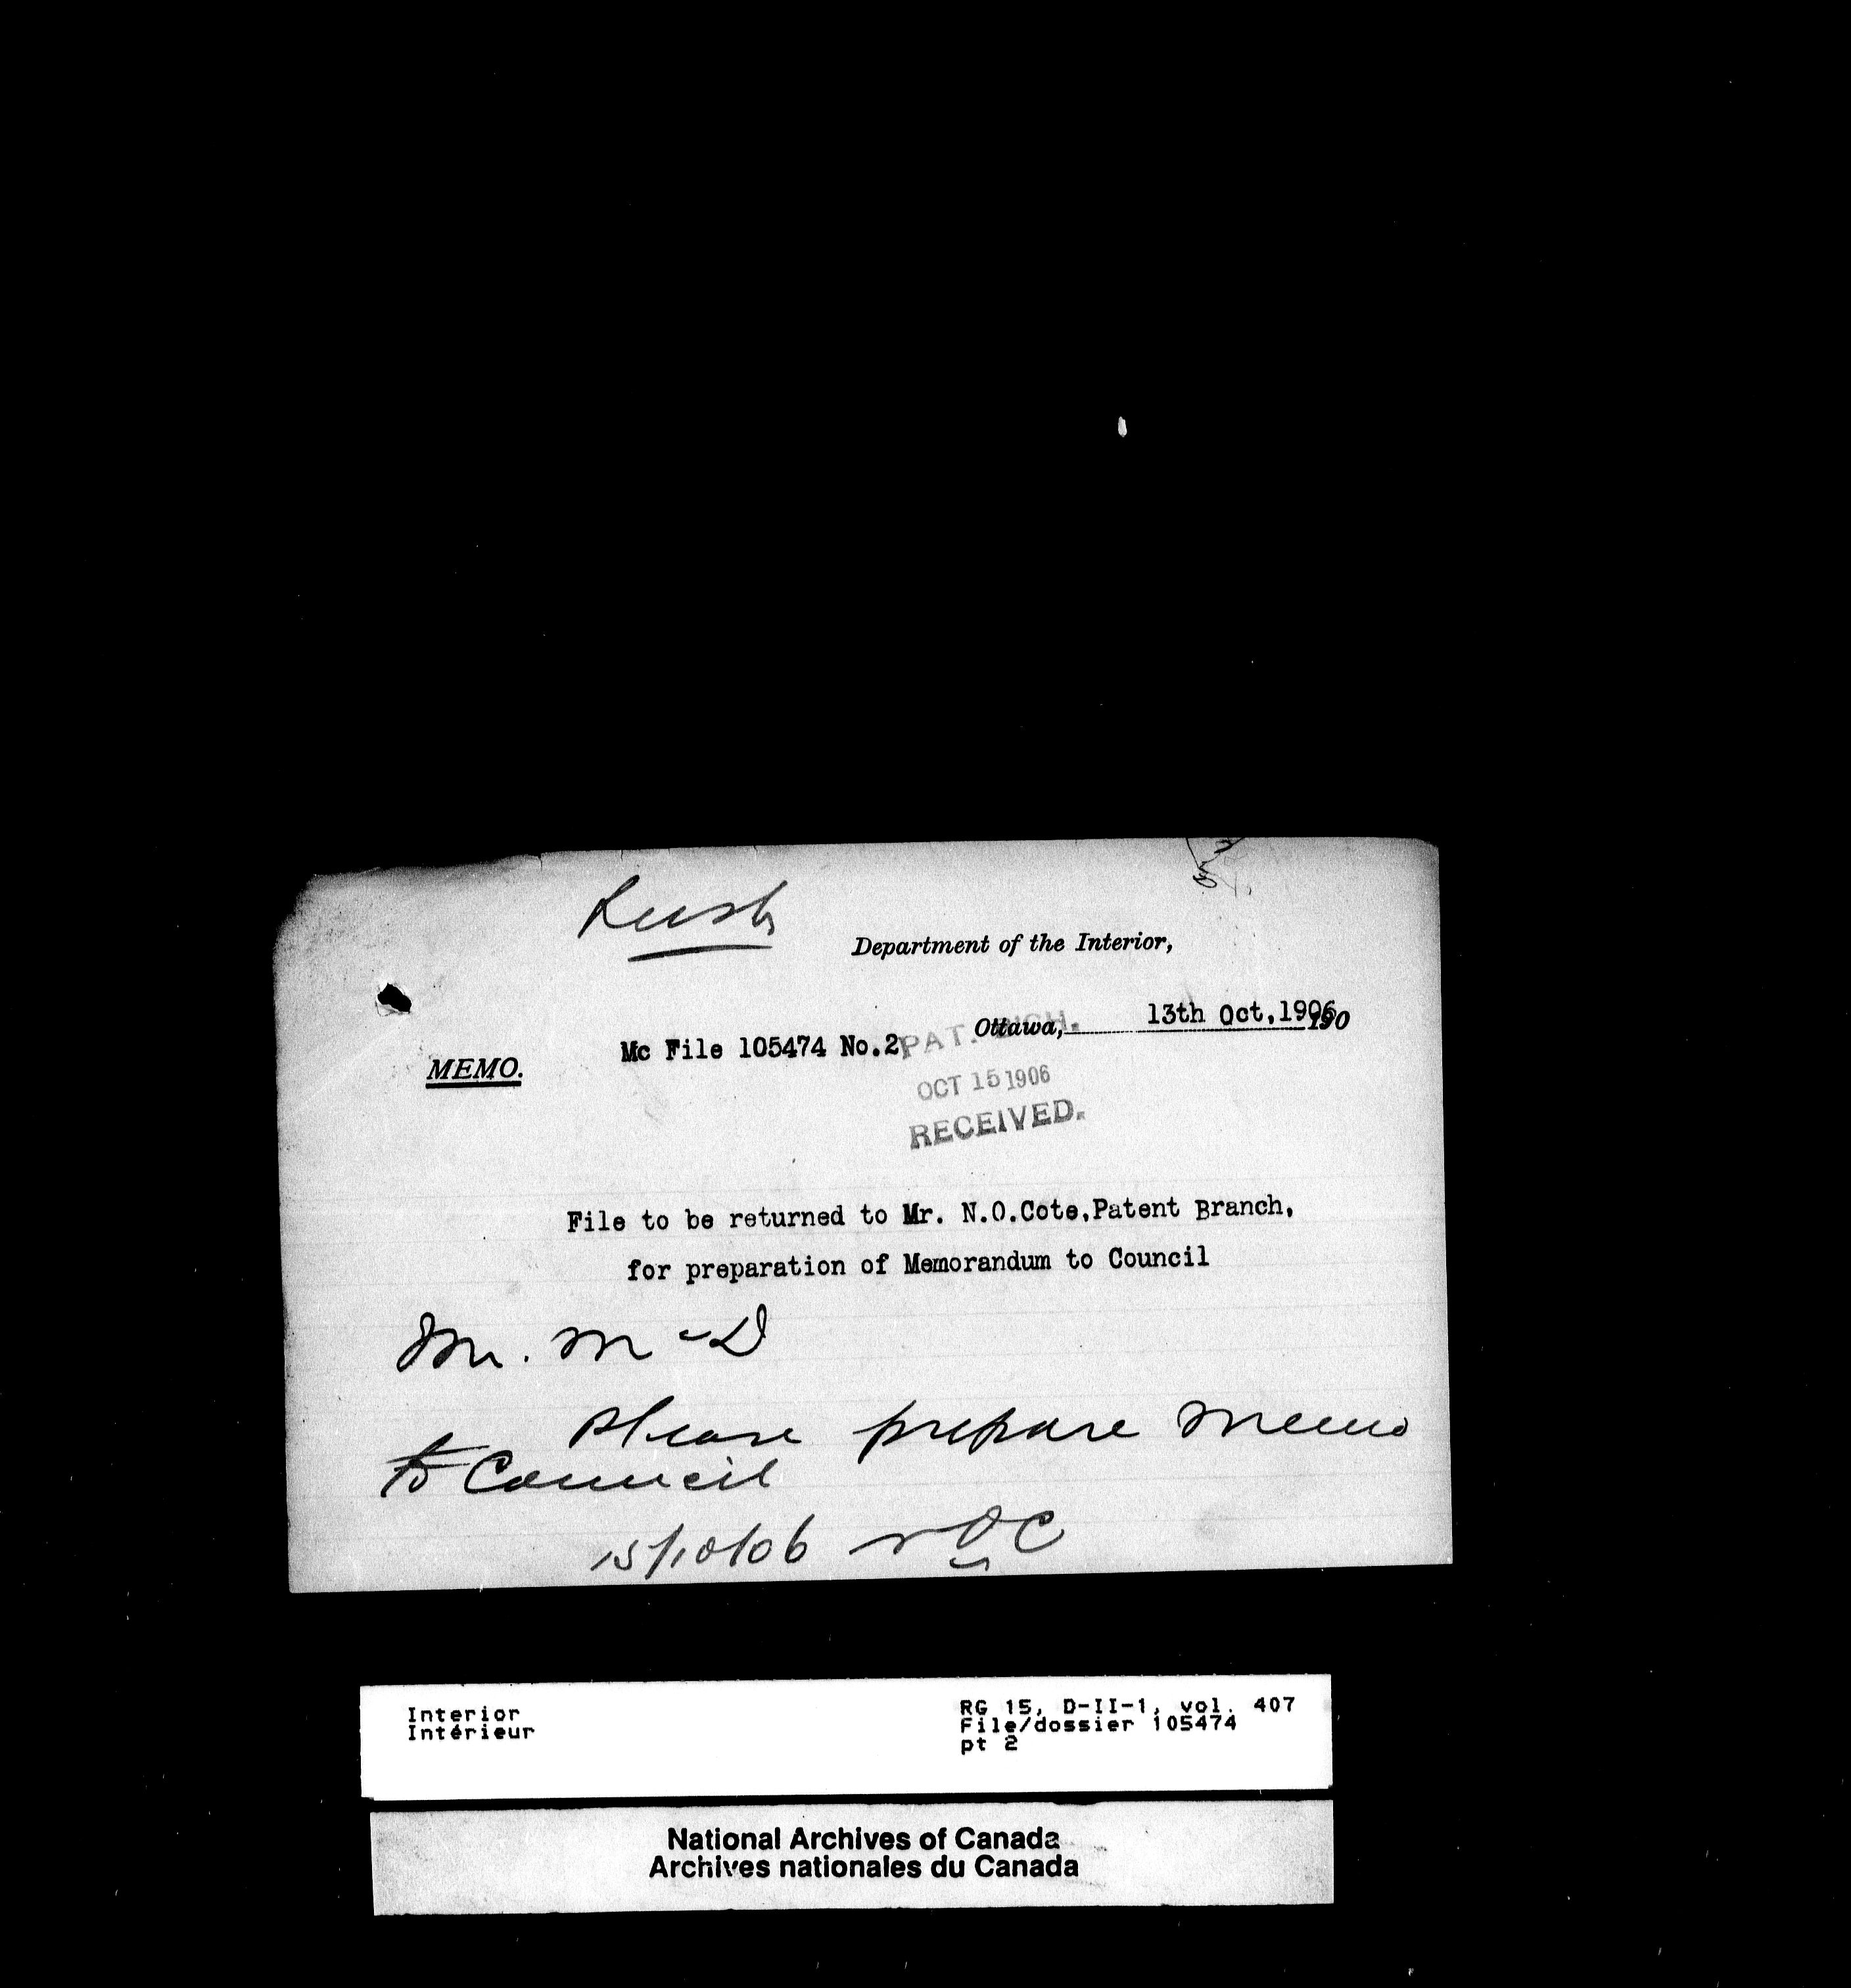 Rush
Department of the Interior,
Ottawa, 13th Oct, 1906 190
Mc File 105474 No.2
MEMO.
PAT. BRCH.
OCT 15 1906
RECEIVED.
File to be returned to Mr. N.O.Cote,Patent Branch,
for preparation of Memorandum to Council
Mr. McD
Please prepare memo
to Council
15/10/06 NOC
Interior
Intérieur
RG 15, D-II-1, vol. 407
File/dossier 105474
pt 2
National Archives of Canada
Archives nationales du Canada